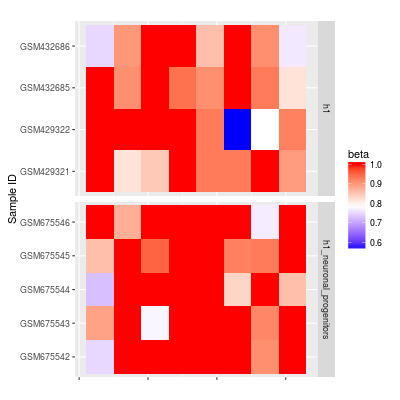 Sample ID
GSM432686
GSM432685
GSM429322
GSM429321
h1
GSM675546
GSM675545
GSM675544
GSM675543
GSM675542
h1_neuronal_progenitors
beta
1.0
0.9
0.8
0.7
0.6